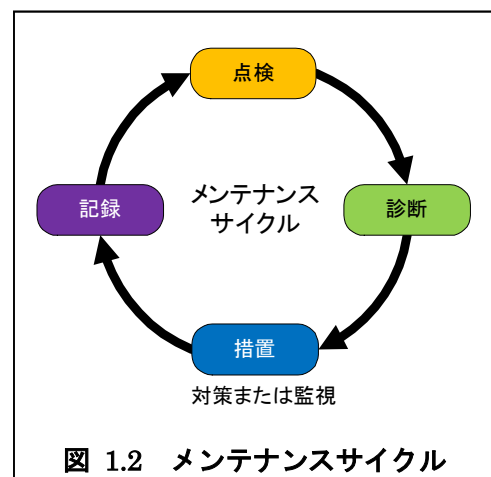 点検
記録
メンテナンス
サイクル
診断
措置
対策または監視
図 1.2 メンテナンスサイクル